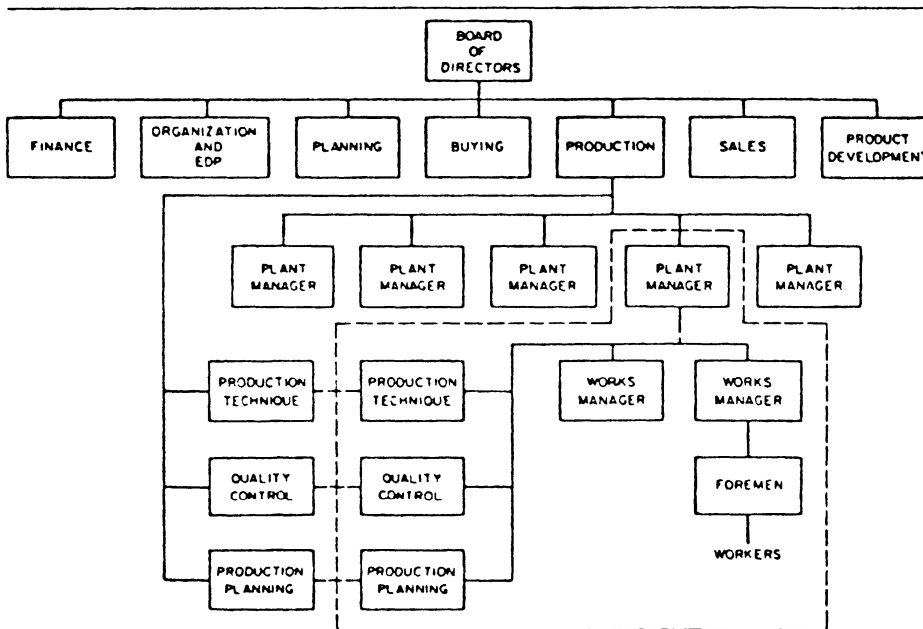 BOARD
OF
DIRECTORS
FINANCE
ORGANIZATION
AND
EDP
PLANNING
BUYING
PRODUCTION
SALES
PRODUCT
DEVELOPMENT
PLANT
MANAGER
PLANT
MANAGER
PLANT
MANAGER
PLANT
MANAGER
PLANT
MANAGER
PRODUCTION
TECHNIQUE
PRODUCTION
TECHNIQUE
WORKS
MANAGER
WORKS
MANAGER
QUALITY
CONTROL
QUALITY
CONTROL
FOREMEN
WORKERS
PRODUCTION
PLANNING
PRODUCTION
PLANNING